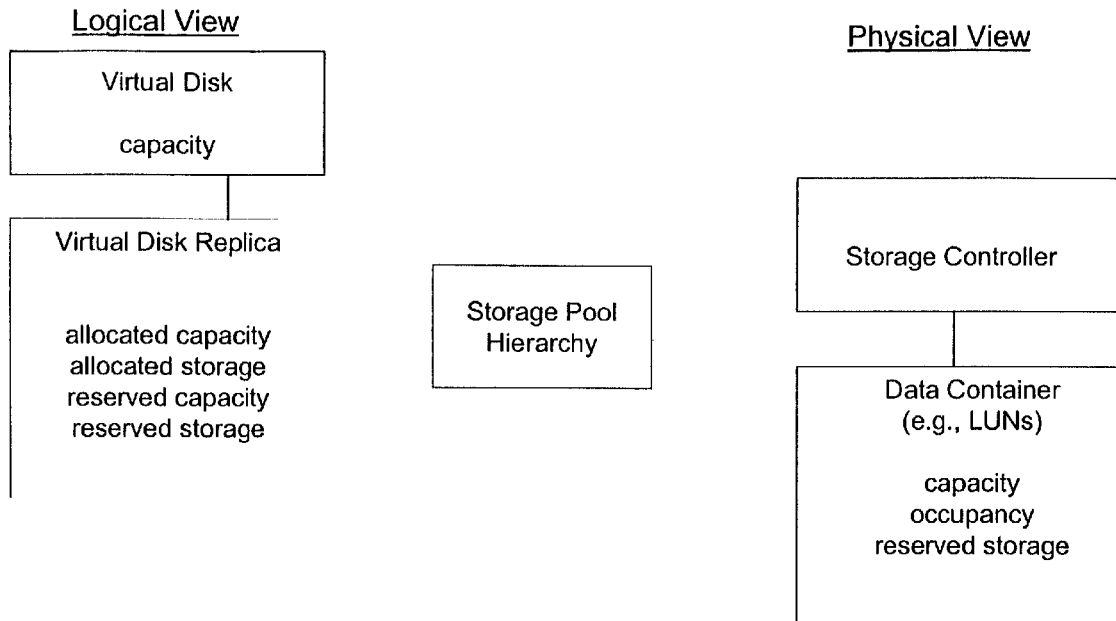 Logical View
Virtual Disk
capacity
Virtual Disk Replica
allocated capacity
allocated storage
reserved capacity
reserved storage
Storage Pool
Hierarchy
Physical View
Storage Controller
Data Container
(e.g., LUNs)
capacity
occupancy
reserved storage